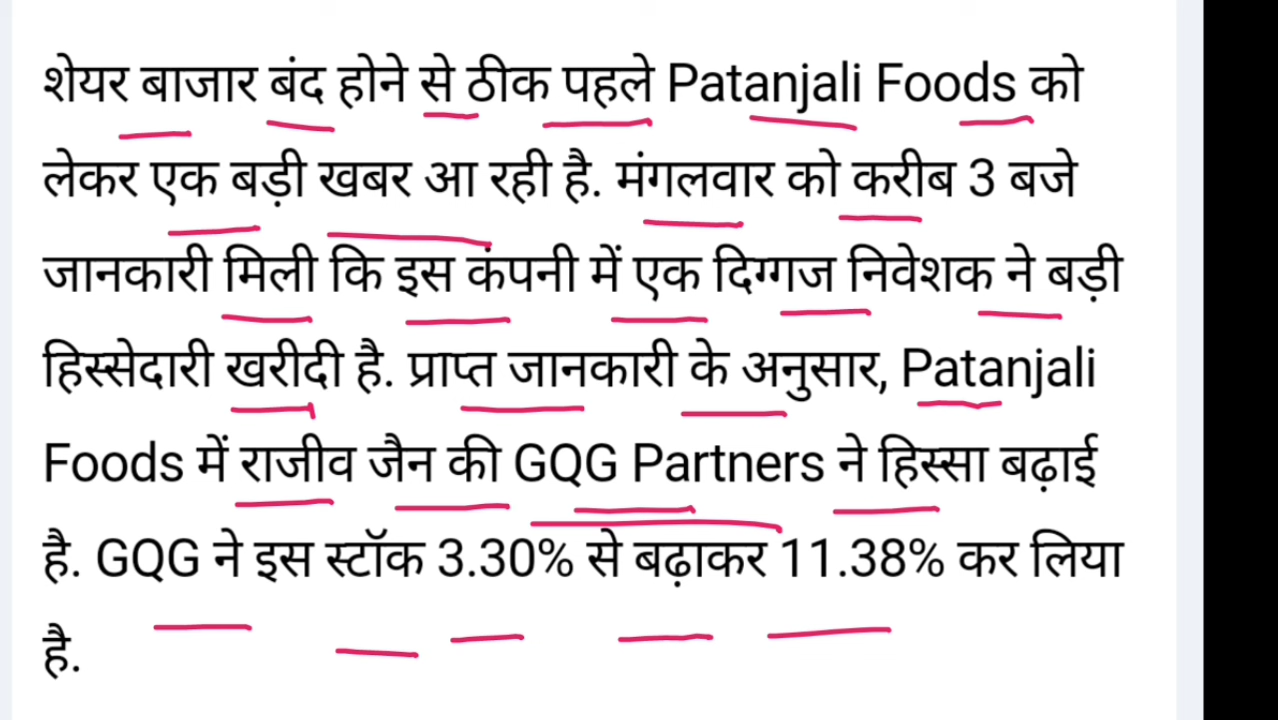 शेयर बाजार बंद होने से ठीक पहले Patanjali Foods को
लेकर एक बड़ी खबर आ रही है. मंगलवार को करीब 3 बजे
जानकारी मिली कि इस कंपनी में एक दिग्गज निवेशक ने बड़ी
हिस्सेदारी खरीदी है. प्राप्त जानकारी के अनुसार, Patanjali
Foods में राजीव जैन की GQG Partners ने हिस्सा बढ़ाई
है. GQG ने इस स्टॉक 3.30% से बढ़ाकर 11.38% कर लिया
है.